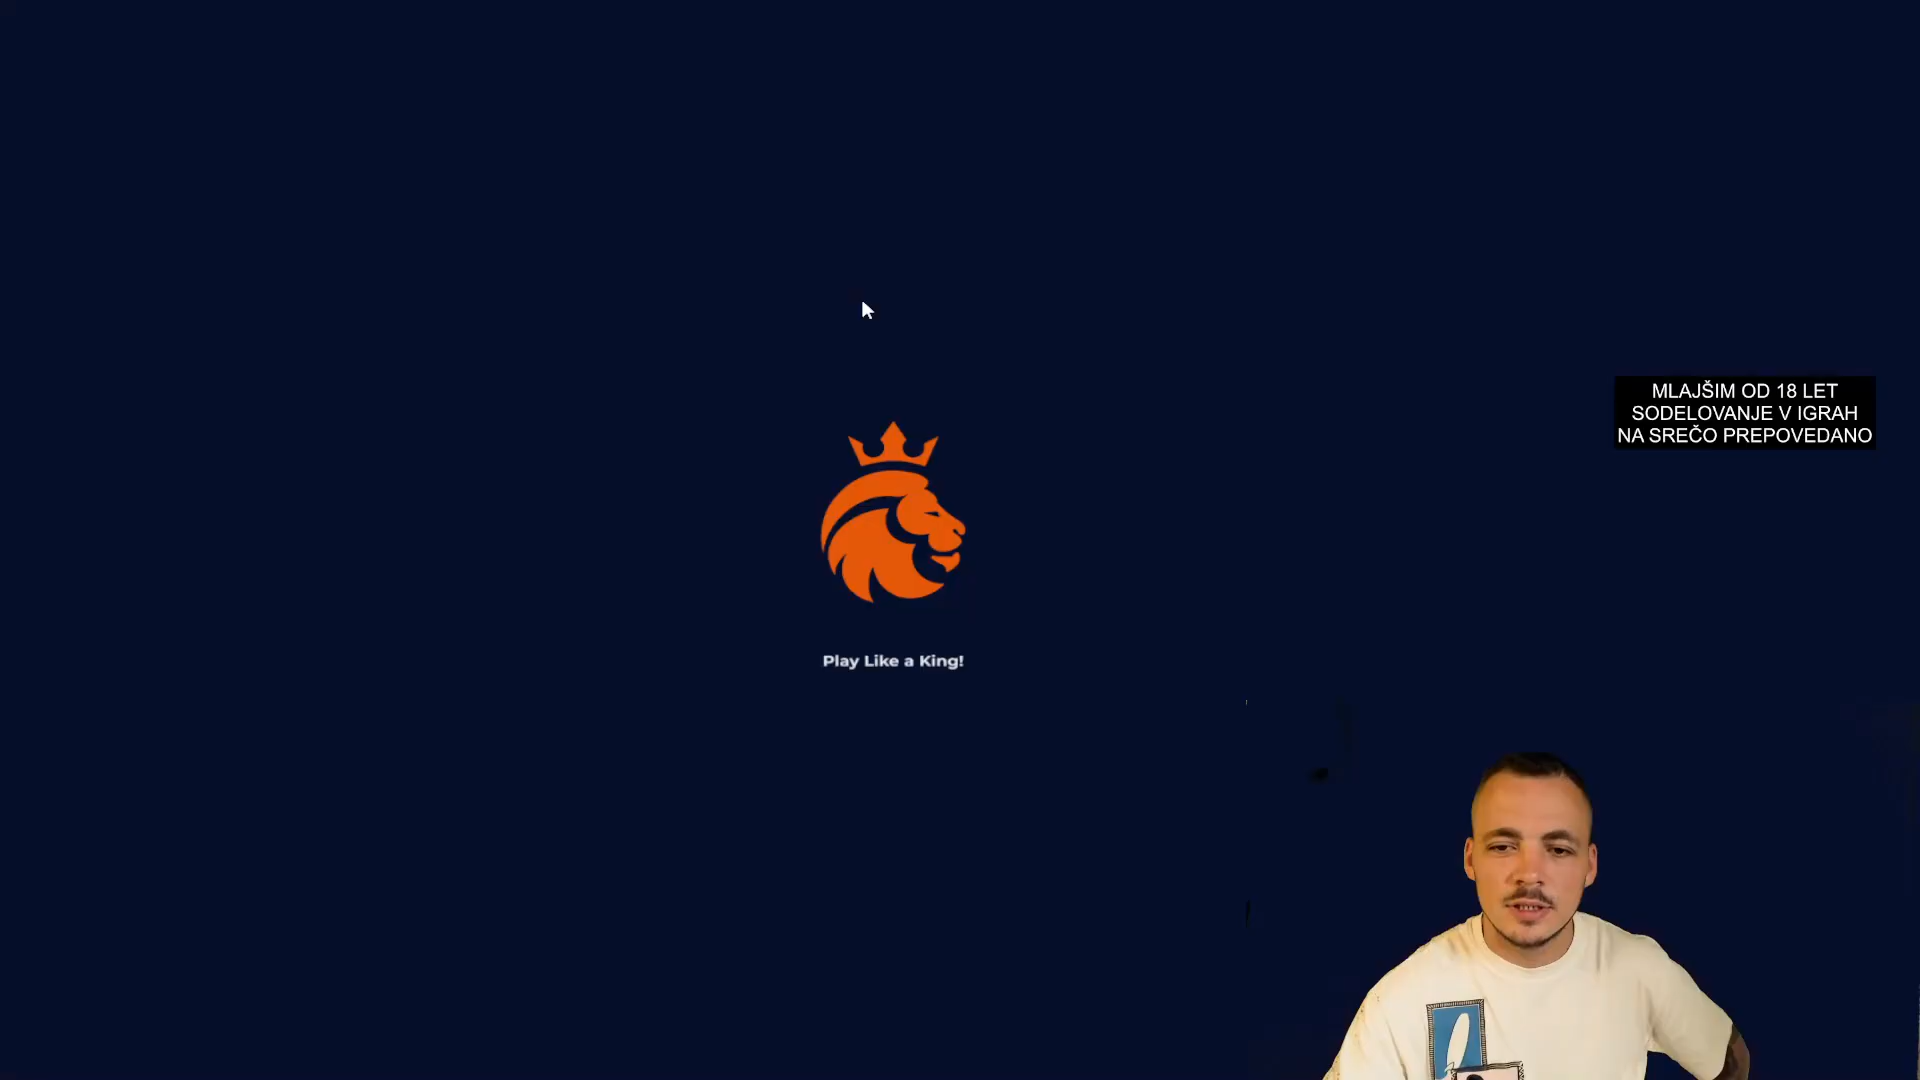 MLAJŠIM OD 18 LET
SODELOVANJE V IGRAH
NA SREČO PREPOVEDANO
Play Like a King!